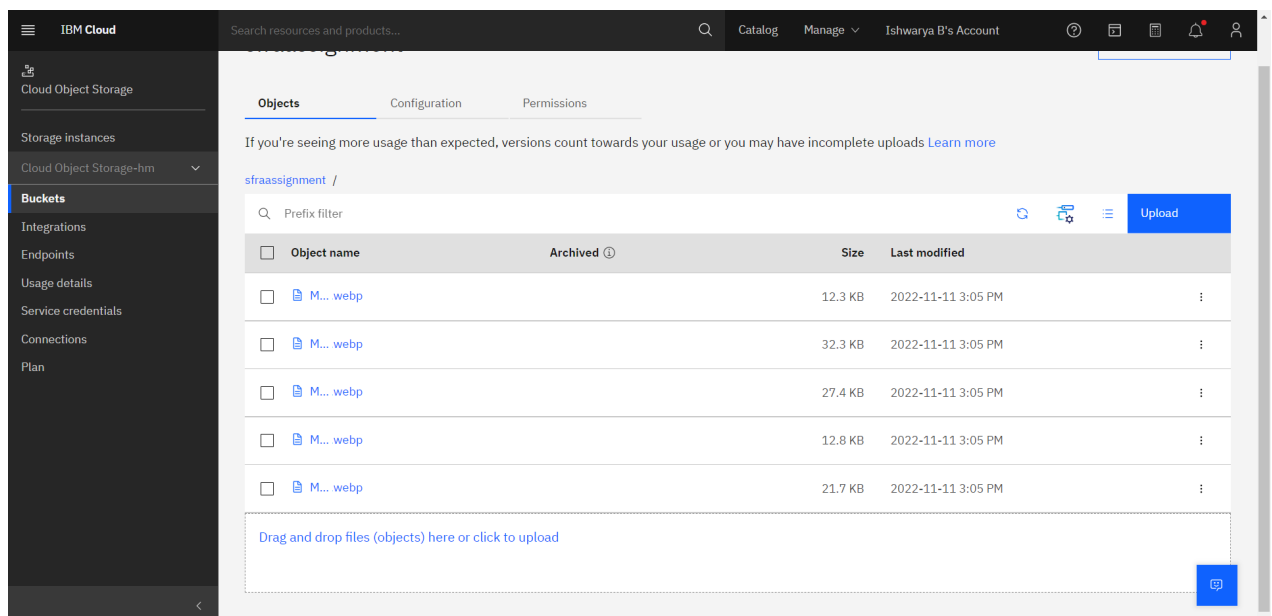 IBM Cloud
Search resources and products...
Catalog
Manage
Ishwarya B's Account
Cloud Object Storage
Storage instances
Cloud Object Storage-hm
Buckets
Integrations
Endpoints
Usage details
Service credentials
Connections
Plan
Objects
Configuration
Permissions
If you're seeing more usage than expected, versions count towards your usage or you may have incomplete uploads Learn more
sfraassignment /
Prefix filter
Upload
Object name Archived Size Last modified
M... webp 12.3 KB 2022-11-11 3:05 PM
M... webp 32.3 KB 2022-11-11 3:05 PM
M... webp 27.4 KB 2022-11-11 3:05 PM
M... webp 12.8 KB 2022-11-11 3:05 PM
M... webp 21.7 KB 2022-11-11 3:05 PM
Drag and drop files (objects) here or click to upload